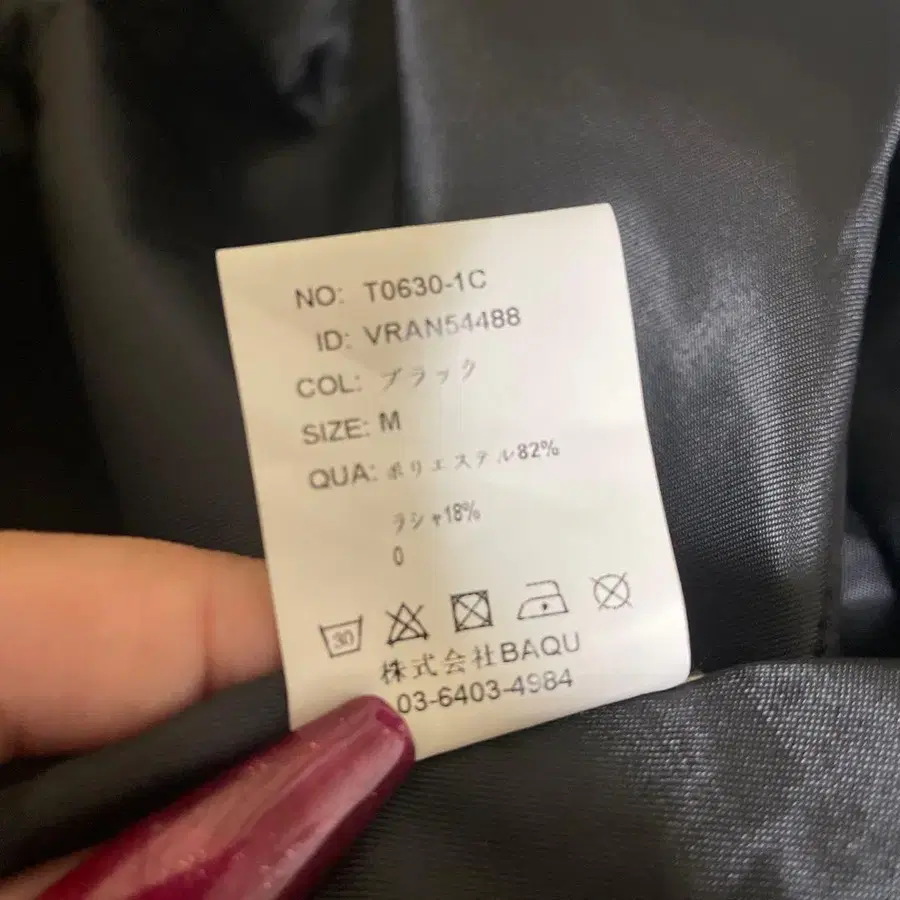 NO: T0630-1C
ID: VRAN54488
COL: ブラック
SIZE: M
QUA: ポリエステル82%
ラシャ18%
0
30
株式会社BAQU
03-6403-4984